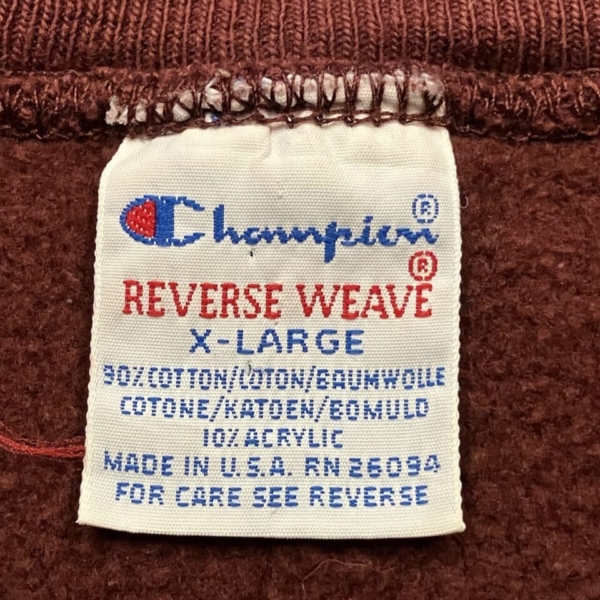 Champion®
REVERSE WEAVE®
X-LARGE
90% COTTON/COTON/BAUMWOLLE
COTONE/KATOEN/BOMULD
10% ACRYLIC
MADE IN U.S.A. RN 26094
FOR CARE SEE REVERSE